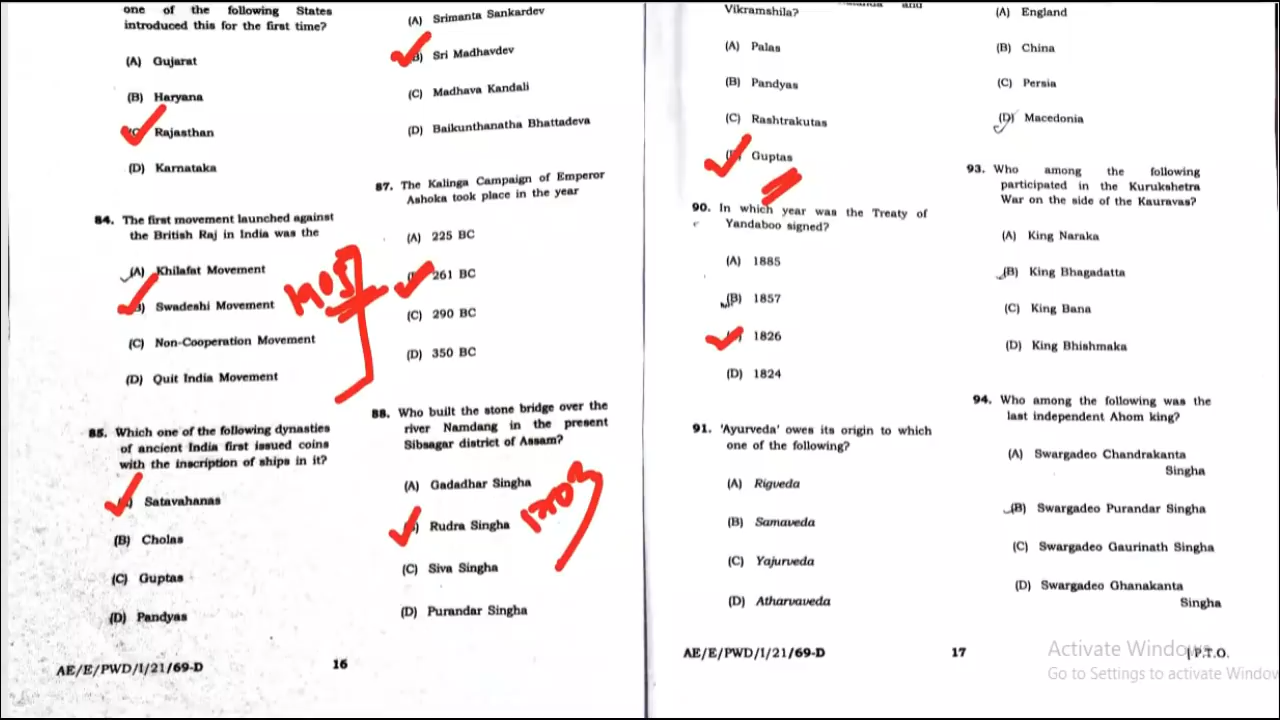 one of the following States
introduced this for the first time?
(A) Gujarat
(B) Haryana
Rajasthan
(D) Karnataka
84. The first movement launched against
the British Raj in India was the
(A) Khilafat Movement
Swadeshi Movement
(C) Non-Cooperation Movement
(D) Quit India Movement
1905
85. Which one of the following dynasties
of ancient India first issued coins
with the inscription of ships in it?
Satavahanas
(B) Cholas
(C) Guptas
(D) Pandyas
AE/E/PWD/1/21/69-D
16
(A) Srimanta Sankardev
Sri Madhavdev
(C) Madhava Kandali
(D) Baikunthanatha Bhattadeva
87. The Kalinga Campaign of Emperor
Ashoka took place in the year
(A) 225 BC
261 BC
(C) 290 BC
(D) 350 BC
88. Who built the stone bridge over the
river Namdang in the present
Sibsagar district of Assam?
(A) Gadadhar Singha
Rudra Singha
(C) Siva Singha
(D) Purandar Singha
1703
Vikramshila? and
(A) Palas
(B) Pandyas
(C) Rashtrakutas
Guptas
90. In which year was the Treaty of
Yandaboo signed?
(A) 1885
(B) 1857
1826
(D) 1824
91. 'Ayurveda' owes its origin to which
one of the following?
(A) Rigveda
(B) Samaveda
(C) Yajurveda
(D) Atharvaveda
AE/E/PWD/1/21/69-D
17
(A) England
(B) China
(C) Persia
(D) Macedonia
93. Who among the following
participated in the Kurukshetra
War on the side of the Kauravas?
(A) King Naraka
(B) King Bhagadatta
(C) King Bana
(D) King Bhishmaka
94. Who among the following was the
last independent Ahom king?
(A) Swargadeo Chandrakanta
Singha
(B) Swargadeo Purandar Singha
(C) Swargadeo Gaurinath Singha
(D) Swargadeo Ghanakanta
Singha
[ P.T.O.
Activate Windows
Go to Settings to activate Window